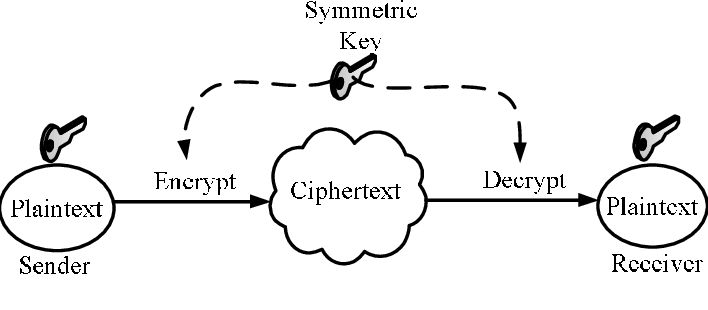 Symmetric
Key
Encrypt
Decrypt
Plaintext
Ciphertext
Plaintext
Sender
Receiver